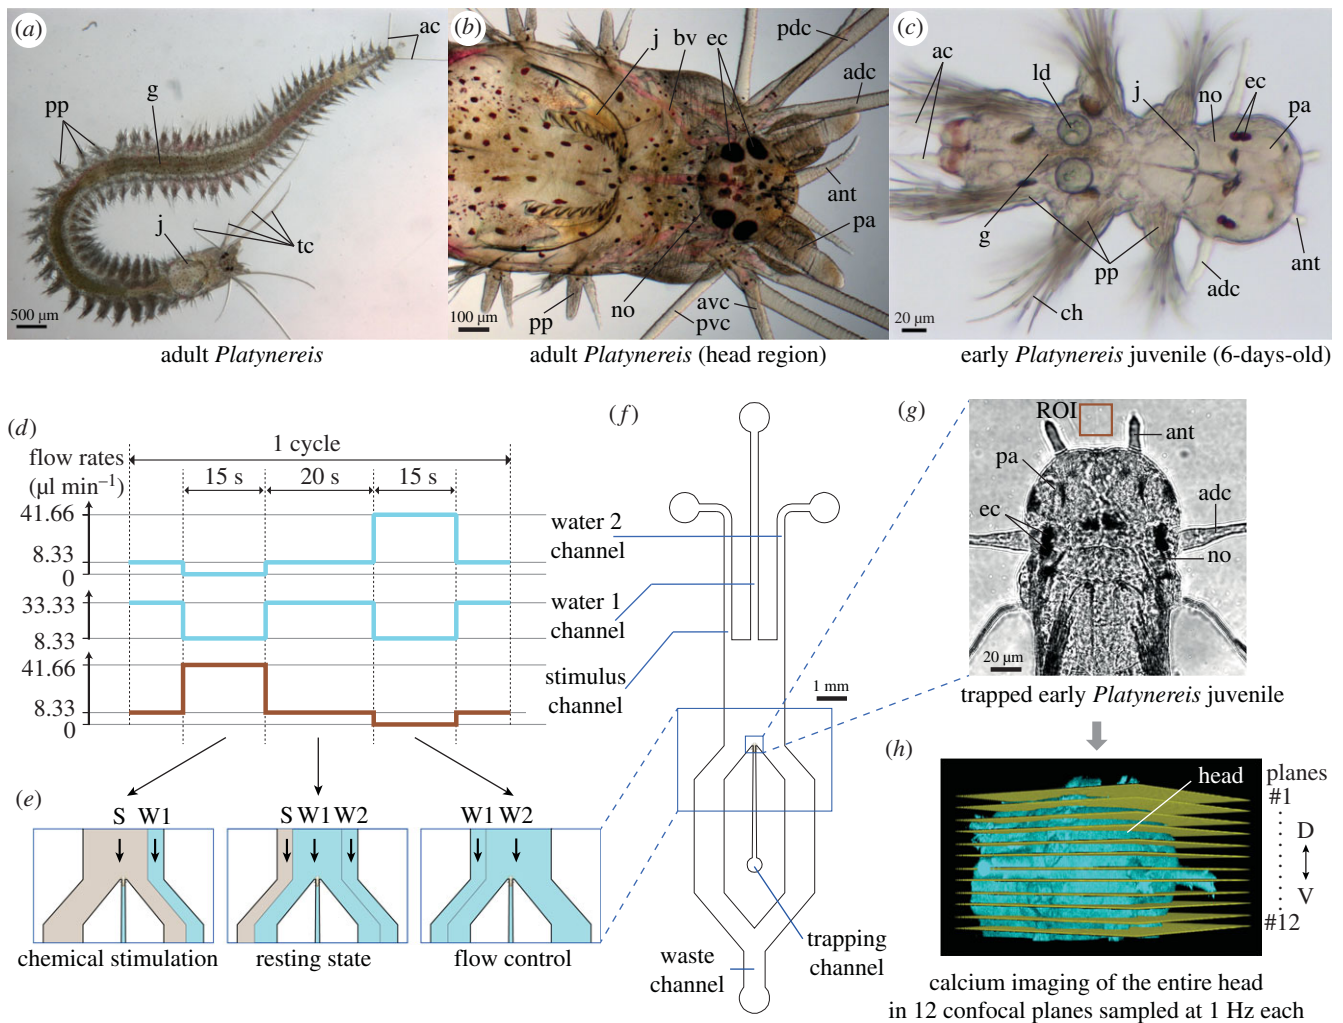 (a)
ac
pp
g
j
tc
500 μm
adult Platynereis
(b)
j
bv
ec
pdc
adc
ant
pa
avc
pvc
no
pp
100 μm
adult Platynereis (head region)
(c)
ac
ld
j
no
ec
pa
g
pp
ch
adc
ant
20 μm
early Platynereis juvenile (6-days-old)
(d)
1 cycle
flow rates
(μl min−1)
15 s
20 s
15 s
41.66
8.33
0
water 2
channel
33.33
8.33
water 1
channel
41.66
8.33
0
stimulus
channel
(e)
S W1
chemical stimulation
S W1 W2
resting state
W1 W2
flow control
(f)
1 mm
trapping
channel
waste
channel
(g)
ROI
ant
pa
ec
adc
no
20 μm
trapped early Platynereis juvenile
(h)
head
planes
#1
D
V
#12
calcium imaging of the entire head
in 12 confocal planes sampled at 1 Hz each